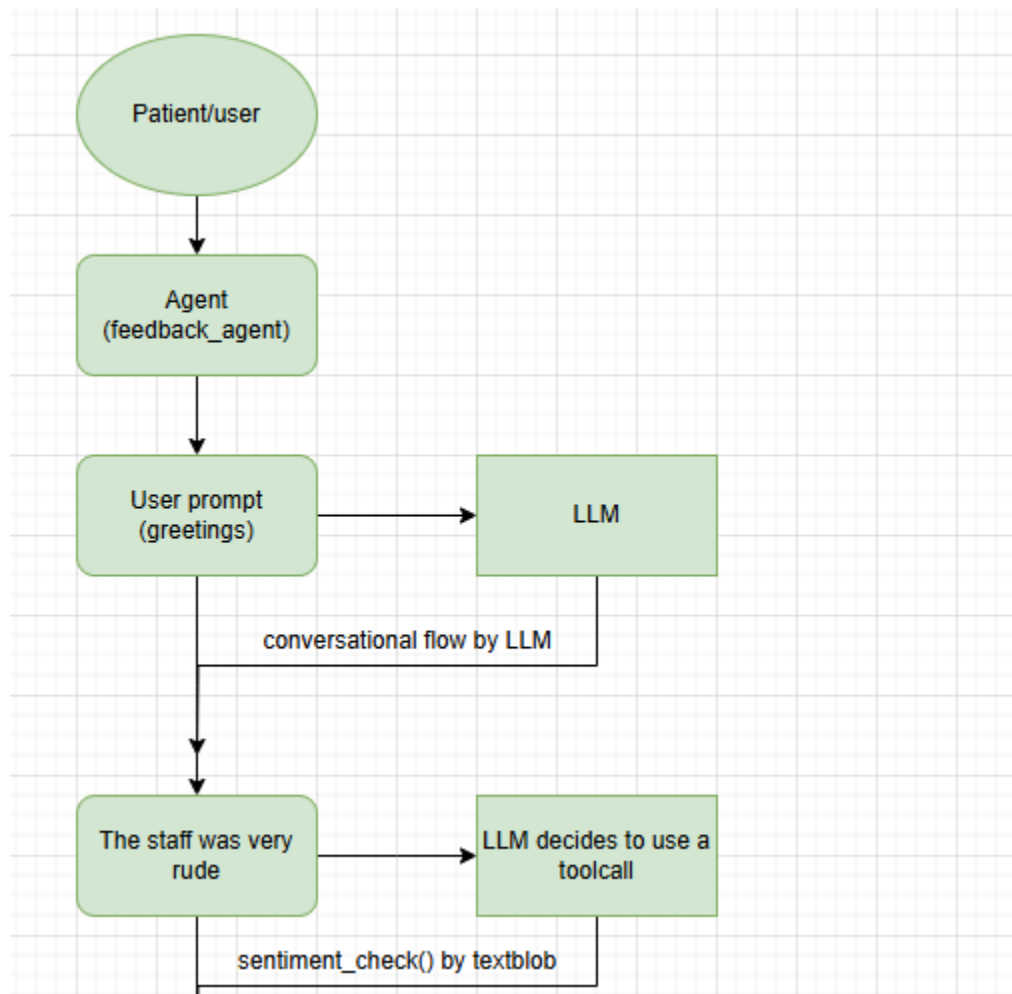 Patient/user
Agent
(feedback_agent)
User prompt
(greetings)
LLM
conversational flow by LLM
The staff was very
rude
LLM decides to use a
toolcall
sentiment_check() by textblob